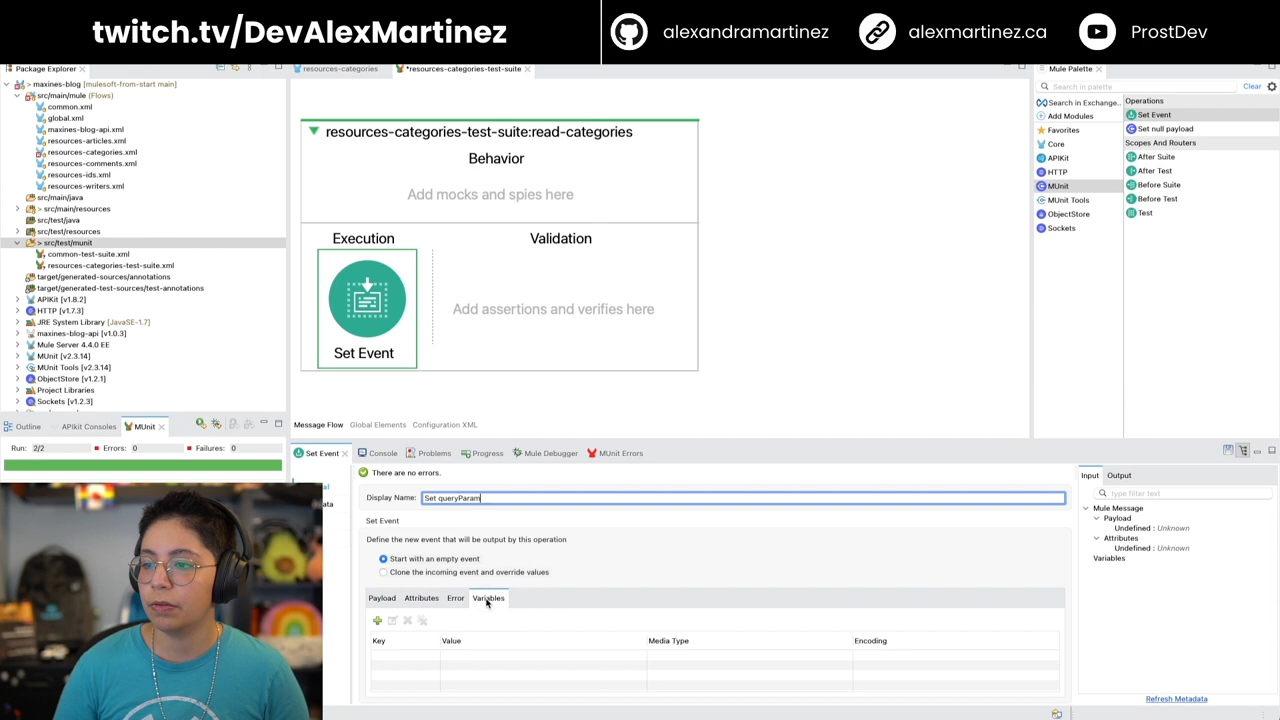 twitch.tv/DevAlexMartinez
alexandramartinez
alexmartinez.ca
ProstDev
Package Explorer
> maxines-blog [mulesoft-from-start main]
src/main/mule (Flows)
common.xml
global.xml
maxines-blog-api.xml
resources-articles.xml
resources-categories.xml
resources-comments.xml
resources-ids.xml
resources-writers.xml
src/main/java
> src/main/resources
src/test/java
src/test/resources
> src/test/munit
common-test-suite.xml
resources-categories-test-suite.xml
target/generated-sources/annotations
target/generated-test-sources/test-annotations
APIKit [v1.8.2]
HTTP [v1.7.3]
JRE System Library [JavaSE-1.7]
maxines-blog-api [v1.0.3]
Mule Server 4.4.0 EE
MUnit [v2.3.14]
MUnit Tools [v2.3.14]
ObjectStore [v1.2.1]
Project Libraries
Sockets [v1.2.3]
Outline
APIkit Consoles
MUnit
Run: 2/2
Errors: 0
Failures: 0
resources-categories
*resources-categories-test-suite
resources-categories-test-suite:read-categories
Behavior
Add mocks and spies here
Execution
Validation
Set Event
Add assertions and verifies here
Message Flow
Global Elements
Configuration XML
Mule Palette
Search in palette
Clear
Search in Exchange..
Add Modules
Favorites
Core
APIKit
HTTP
MUnit
MUnit Tools
ObjectStore
Sockets
Operations
Set Event
Set null payload
Scopes And Routers
After Suite
After Test
Before Suite
Before Test
Test
Set Event
Console
Problems
Progress
Mule Debugger
MUnit Errors
There are no errors.
Display Name:
Set queryParam
Set Event
Define the new event that will be output by this operation
Start with an empty event
Clone the incoming event and override values
Payload
Attributes
Error
Variables
Key
Value
Media Type
Encoding
Input
Output
type filter text
Mule Message
Payload
Undefined : Unknown
Attributes
Undefined : Unknown
Variables
Refresh Metadata